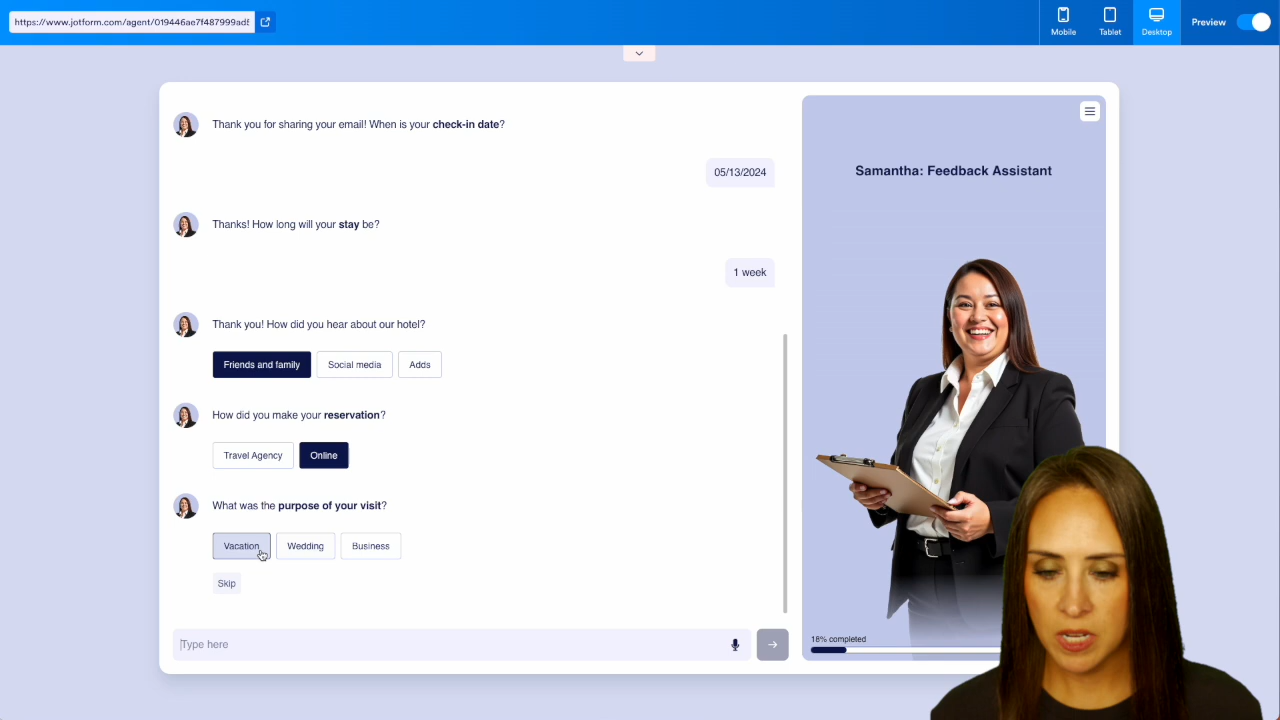 https://www.jotform.com/agent/019446ae7f487999ad8
Mobile
Tablet
Desktop
Preview
Thank you for sharing your email! When is your check-in date?
05/13/2024
Thanks! How long will your stay be?
1 week
Thank you! How did you hear about our hotel?
Friends and family
Social media
Adds
How did you make your reservation?
Travel Agency
Online
What was the purpose of your visit?
Vacation
Wedding
Business
Skip
Type here
Samantha: Feedback Assistant
18% completed